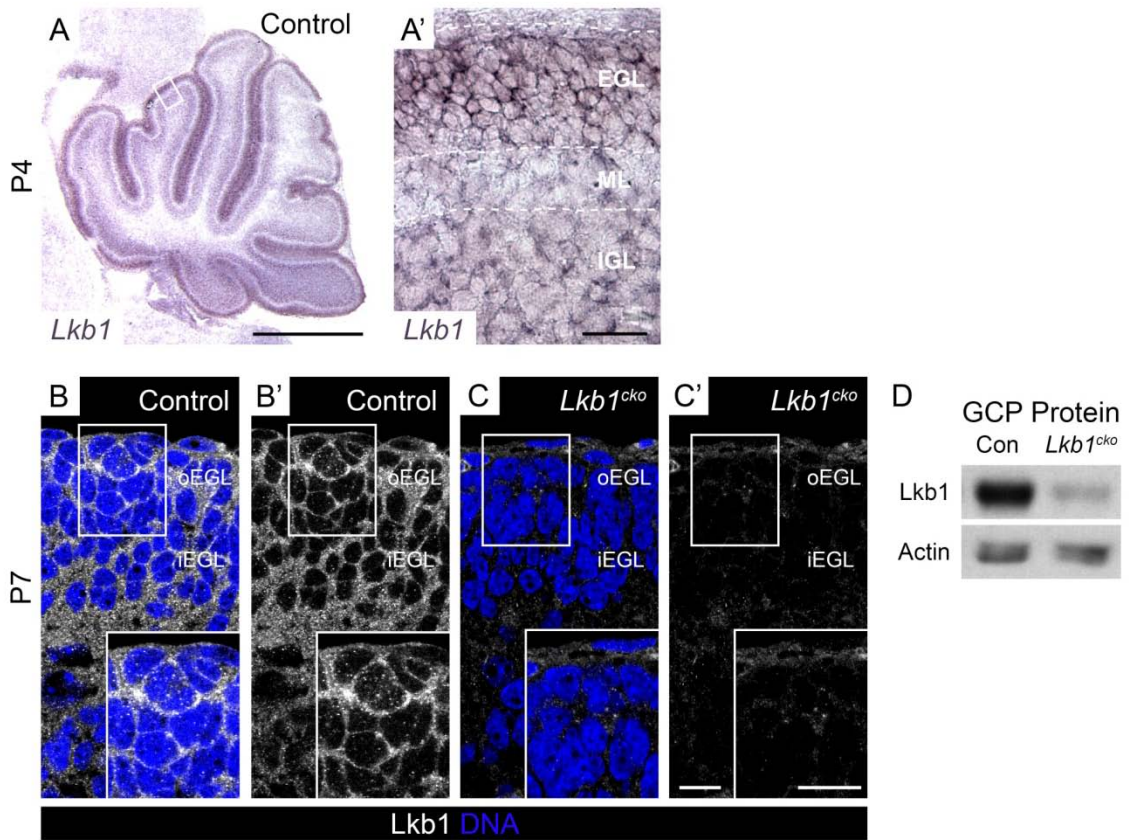 A
Control
A’
EGL
ML
IGL
P4
Lkb1
Lkb1
B
Control
B’
Control
C
Lkb1cko
C’
Lkb1cko
D
GCP Protein
Con Lkb1cko
oEGL
oEGL
oEGL
oEGL
Lkb1
iEGL
iEGL
iEGL
iEGL
Actin
P7
Lkb1 DNA